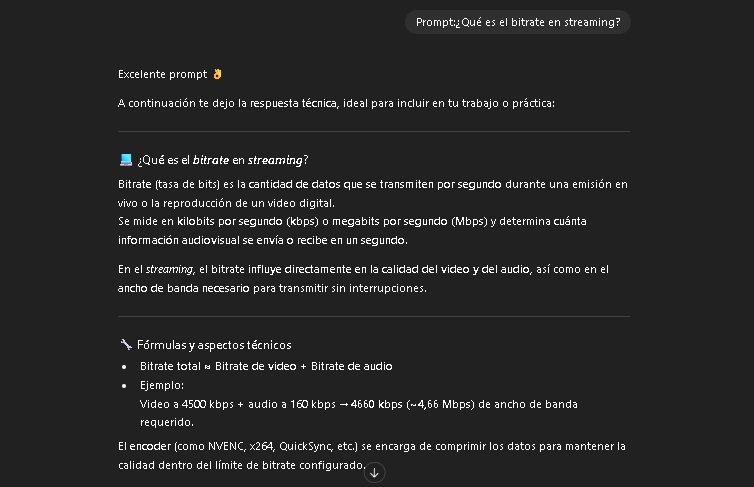 Prompt:¿Qué es el bitrate en streaming?
Excelente prompt 👌
A continuación te dejo la respuesta técnica, ideal para incluir en tu trabajo o práctica:
💻 ¿Qué es el bitrate en streaming?
Bitrate (tasa de bits) es la cantidad de datos que se transmiten por segundo durante una emisión en
vivo o la reproducción de un video digital.
Se mide en kilobits por segundo (kbps) o megabits por segundo (Mbps) y determina cuánta
información audiovisual se envía o recibe en un segundo.
En el streaming, el bitrate influye directamente en la calidad del video y del audio, así como en el
ancho de banda necesario para transmitir sin interrupciones.
🔧 Fórmulas y aspectos técnicos
• Bitrate total ≈ Bitrate de video + Bitrate de audio
• Ejemplo:
Video a 4500 kbps + audio a 160 kbps → 4660 kbps (~4,66 Mbps) de ancho de banda
requerido.
El encoder (como NVENC, x264, QuickSync, etc.) se encarga de comprimir los datos para mantener la
calidad dentro del límite de bitrate configurado.